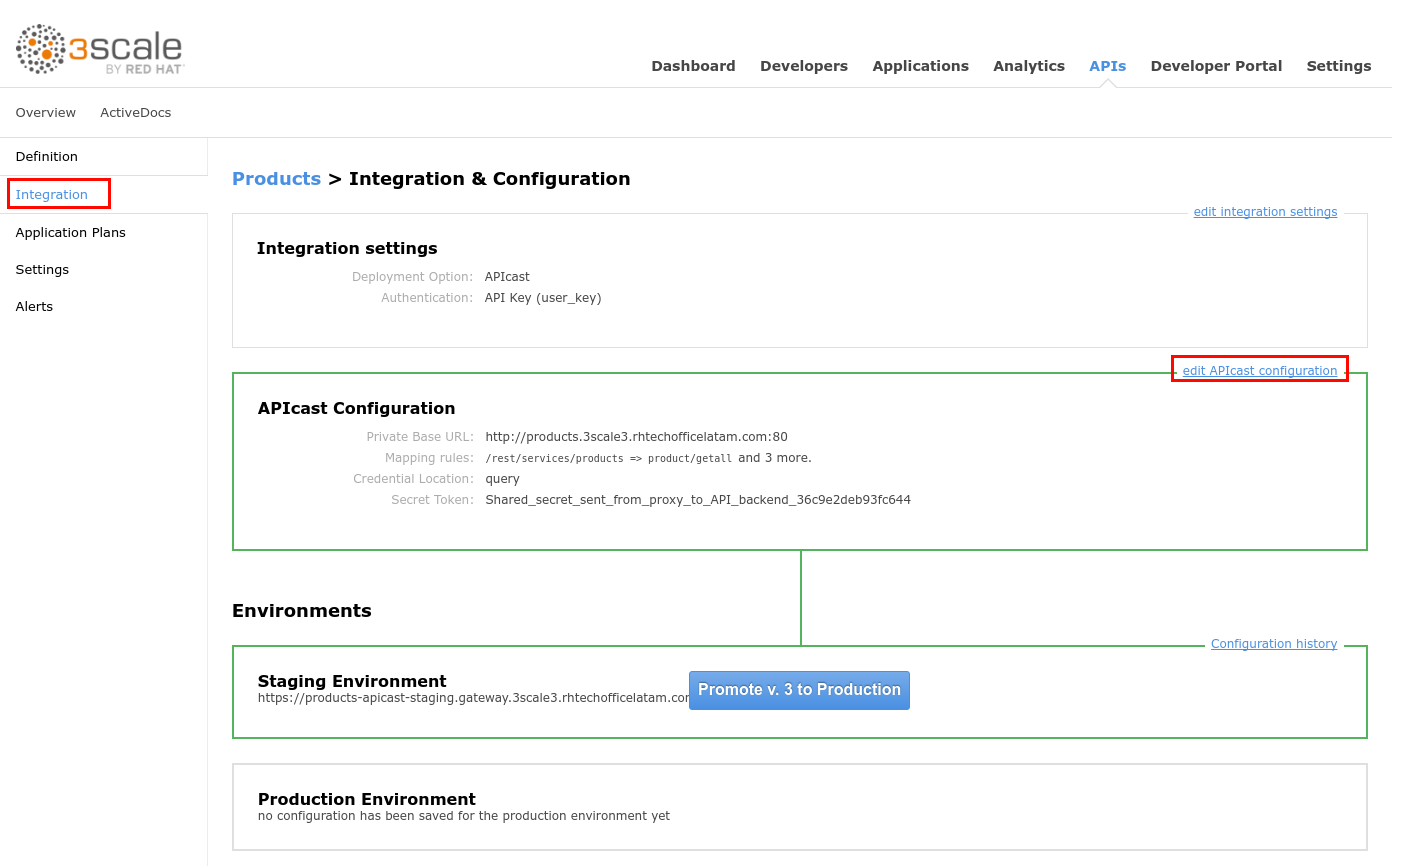 3scale
BY RED HAT
Dashboard Developers Applications Analytics APIs Developer Portal Settings
Overview ActiveDocs
Definition
Integration
Application Plans
Settings
Alerts
Products > Integration & Configuration
edit integration settings
Integration settings
Deployment Option: APIcast
Authentication: API Key (user_key)
edit APIcast configuration
APIcast Configuration
Private Base URL: http://products.3scale3.rhtechofficelatam.com:80
Mapping rules: /rest/services/products => product/getall and 3 more.
Credential Location: query
Secret Token: Shared_secret_sent_from_proxy_to_API_backend_36c9e2deb93fc644
Environments
Configuration history
Staging Environment
https://products-apicast-staging.gateway.3scale3.rhtechofficelatam.com
Promote v. 3 to Production
Production Environment
no configuration has been saved for the production environment yet